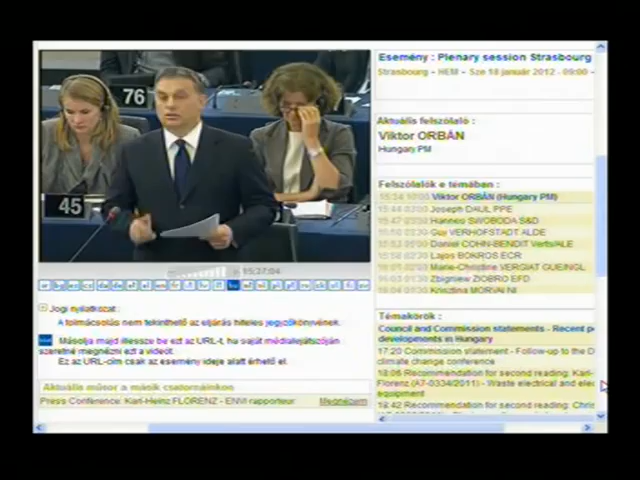 Esemény : Plenary session Strasbourg
Strasbourg - HEM - Sze 18 január 2012 - 09:00 -
76
45
Aktuális felszólaló :
Viktor ORBÁN
Hungary PM
Felszólalók e témában :
Viktor ORBÁN (Hungary PM)
Joseph DAUL PPE
Hannes SWOBODA S&D
Guy VERHOFSTADT ALDE
Daniel COHN-BENDIT Verts/ALE
Lajos BOKROS ECR
Marie-Christine VERGIAT GUE/NGL
Zbigniew ZIOBRO EFD
Krisztina MORVAI NI
15:27:04
Jogi nyilatkozat :
A tolmácsolás nem tekinthető az eljárás hiteles jegyzőkönyvének.
Másolja majd illessze be ezt az URL-t, ha saját médialejátszóján
szeretné megnézni ezt a videót.
Ez az URL-cím csak az esemény ideje alatt érhető el.
Aktuális műsor a másik csatornáinkon
Press Conference: Karl-Heinz FLORENZ - ENVI rapporteur Megnézem
Témakörök :
Council and Commission statements - Recent p
developments in Hungary
17:20 Commission statement - Follow-up to the D
climate change conference
18:06 Recommendation for second reading: Karl-
Florenz (A7-0334/2011) - Waste electrical and elec
equipment
18:42 Recommendation for second reading: Chris